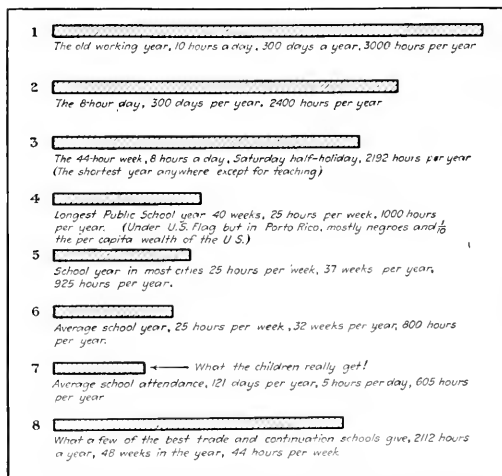 1
The old working year, 10 hours a day, 300 days a year, 3000 hours per year
2
The 8-hour day, 300 days per year, 2400 hours per year
3
The 44-hour week, 8 hours a day, Saturday half-holiday, 2192 hours per year
(The shortest year anywhere except for teaching)
4
Longest Public School year 40 weeks, 25 hours per week, 1000 hours
per year. (Under U.S. Flag but in Porto Rico, mostly negroes and 1/10
the per capita wealth of the U.S.)
5
School year in most cities 25 hours per week, 37 weeks per year,
925 hours per year.
6
Average school year, 25 hours per week, 32 weeks per year, 800 hours
per year.
7 ← What the children really get!
Average school attendance, 121 days per year, 5 hours per day, 605 hours
per year
8
What a few of the best trade and continuation schools give, 2112 hours
a year, 48 weeks in the year, 44 hours per week